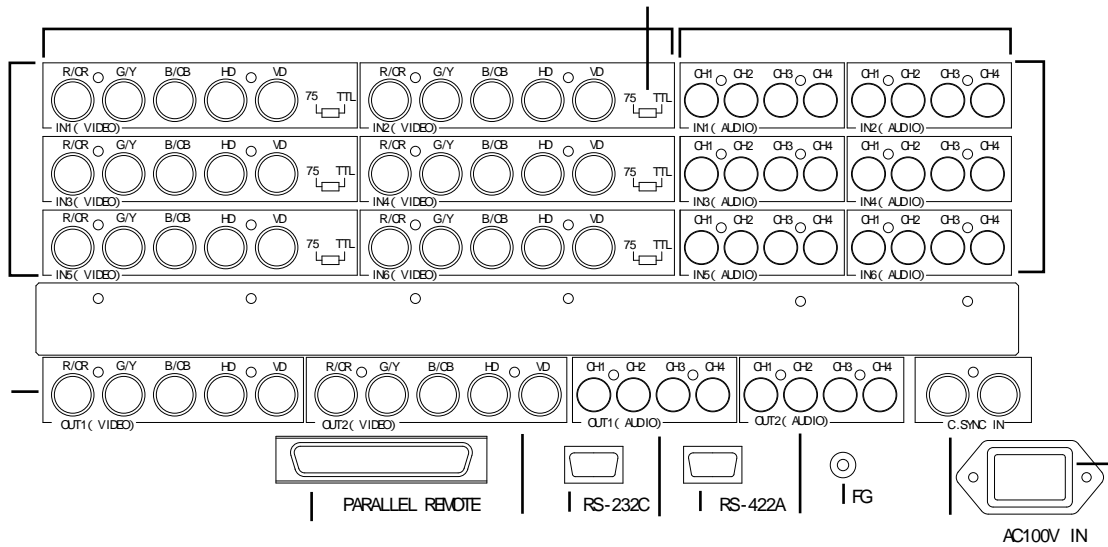 R/CR G/Y B/CB HD VD R/CR G/Y B/CB HD VD CH1 CH2 CH3 CH4 CH1 CH2 CH3 CH4
75 TTL 75 TTL
IN1( VIDEO) IN2( VIDEO) IN1( AUDIO) IN2( AUDIO)
R/CR G/Y B/CB HD VD R/CR G/Y B/CB HD VD CH1 CH2 CH3 CH4 CH1 CH2 CH3 CH4
75 TTL 75 TTL
IN3( VIDEO) IN4( VIDEO) IN3( AUDIO) IN4( AUDIO)
R/CR G/Y B/CB HD VD R/CR G/Y B/CB HD VD CH1 CH2 CH3 CH4 CH1 CH2 CH3 CH4
75 TTL 75 TTL
IN5( VIDEO) IN6( VIDEO) IN5( AUDIO) IN6( AUDIO)
R/CR G/Y B/CB HD VD R/CR G/Y B/CB HD VD CH1 CH2 CH3 CH4 CH1 CH2 CH3 CH4
OUT1( VIDEO) OUT2( VIDEO) OUT1( AUDIO) OUT2( AUDIO) C.SYNC IN
PARALLEL REMOTE RS-232C RS-422A FG
AC100V IN